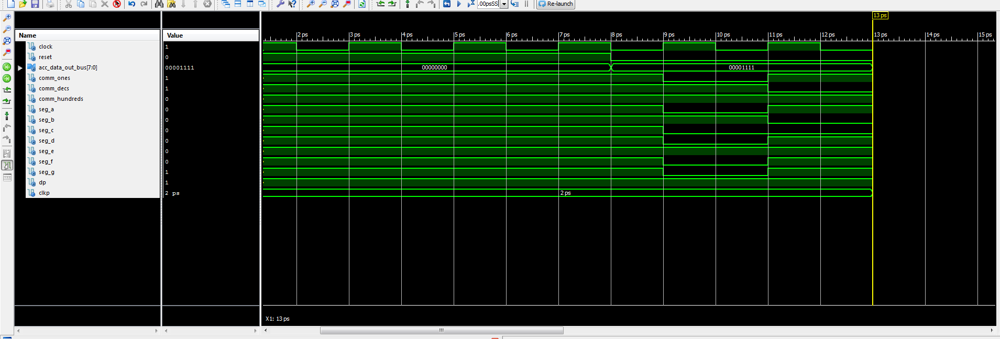 .00psSS Re-launch
13 ps
Name Value
2 ps 3 ps 4 ps 5 ps 6 ps 7 ps 8 ps 9 ps 10 ps 11 ps 12 ps 13 ps 14 ps 15 ps
clock 1
reset 0
acc_data_out_bus[7:0] 00001111 00000000 00001111
comm_ones 1
comm_decs 1
comm_hundreds 0
seg_a 0
seg_b 0
seg_c 0
seg_d 0
seg_e 0
seg_f 0
seg_g 1
dp 1
clkp 2 ps 2 ps
X1: 13 ps